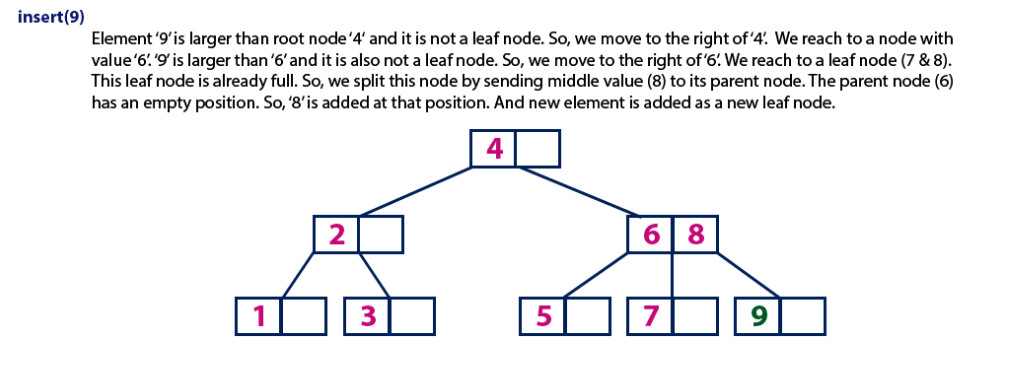 insert(9)
Element '9' is larger than root node '4' and it is not a leaf node. So, we move to the right of '4'. We reach to a node with
value '6'. '9' is larger than '6' and it is also not a leaf node. So, we move to the right of '6'. We reach to a leaf node (7 & 8).
This leaf node is already full. So, we split this node by sending middle value (8) to its parent node. The parent node (6)
has an empty position. So, '8' is added at that position. And new element is added as a new leaf node.
4
2
6 8
1
3
5
7
9